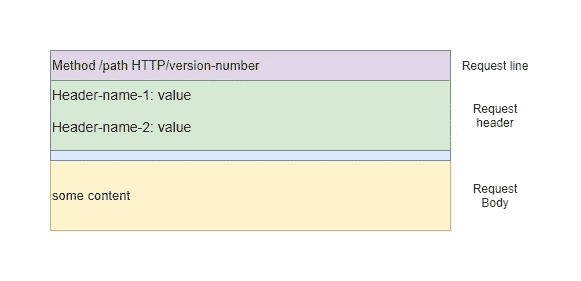 Method /path HTTP/version-number
Request line
Header-name-1: value
Header-name-2: value
Request
header
some content
Request
Body